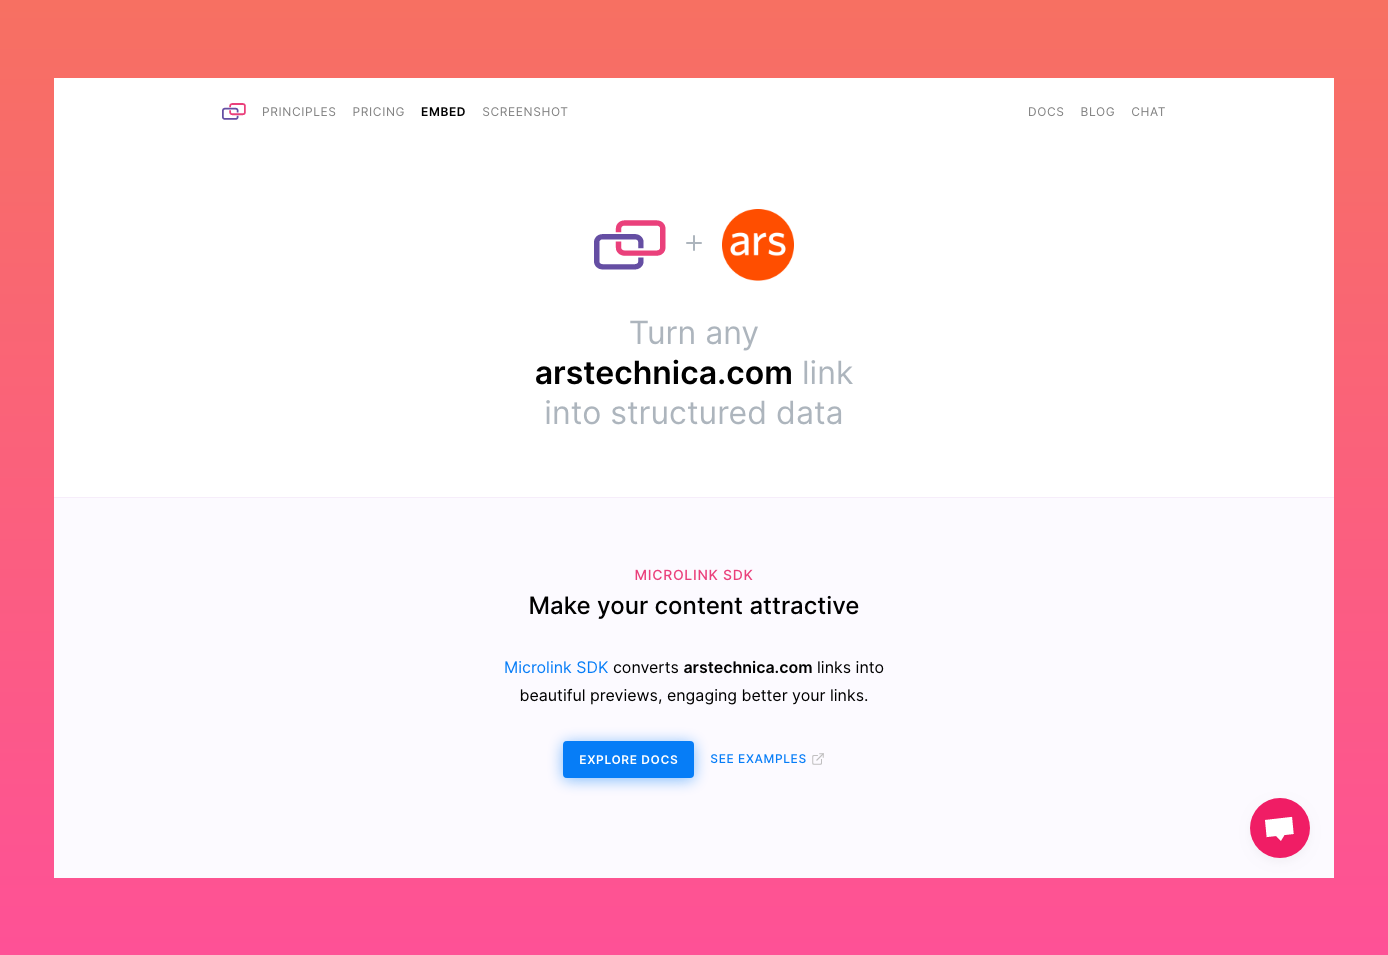 PRINCIPLES PRICING EMBED SCREENSHOT DOCS BLOG CHAT
ars
Turn any
arstechnica.com link
into structured data
MICROLINK SDK
Make your content attractive
Microlink SDK converts arstechnica.com links into
beautiful previews, engaging better your links.
EXPLORE DOCS SEE EXAMPLES